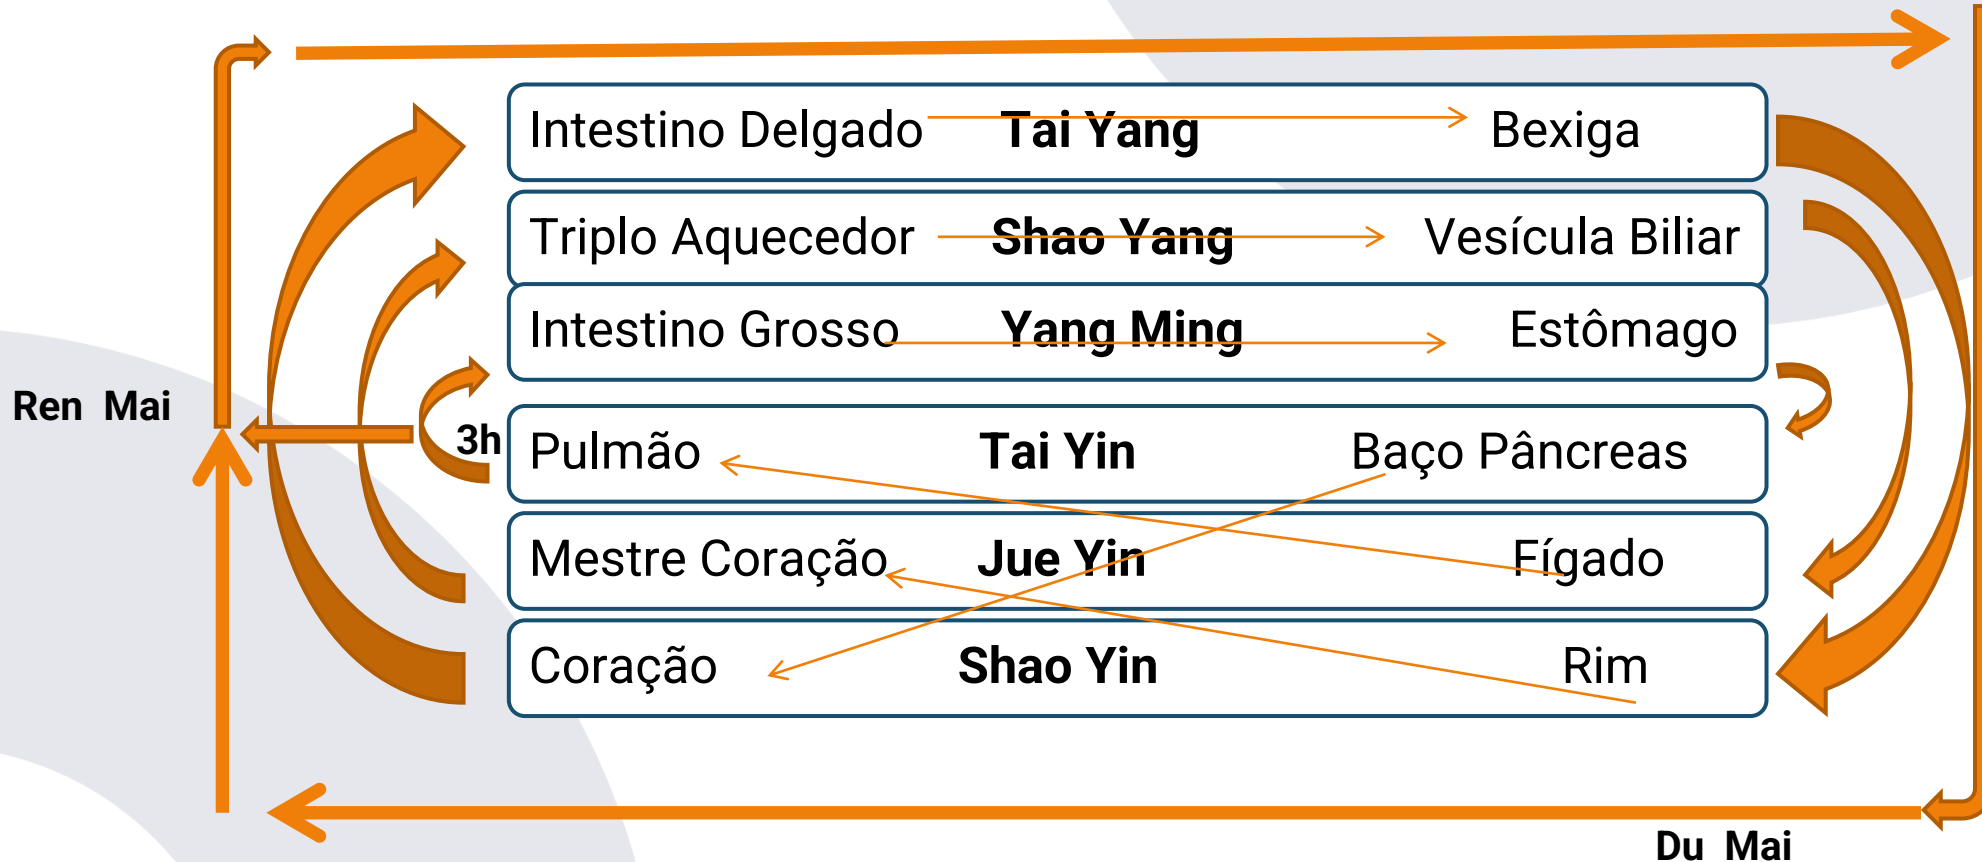 Intestino Delgado Tai Yang Bexiga
Triplo Aquecedor Shao Yang Vesícula Biliar
Intestino Grosso Yang Ming Estômago
Ren Mai
3h Pulmão Tai Yin Baço Pâncreas
Mestre Coração Jue Yin Fígado
Coração Shao Yin Rim
Du Mai